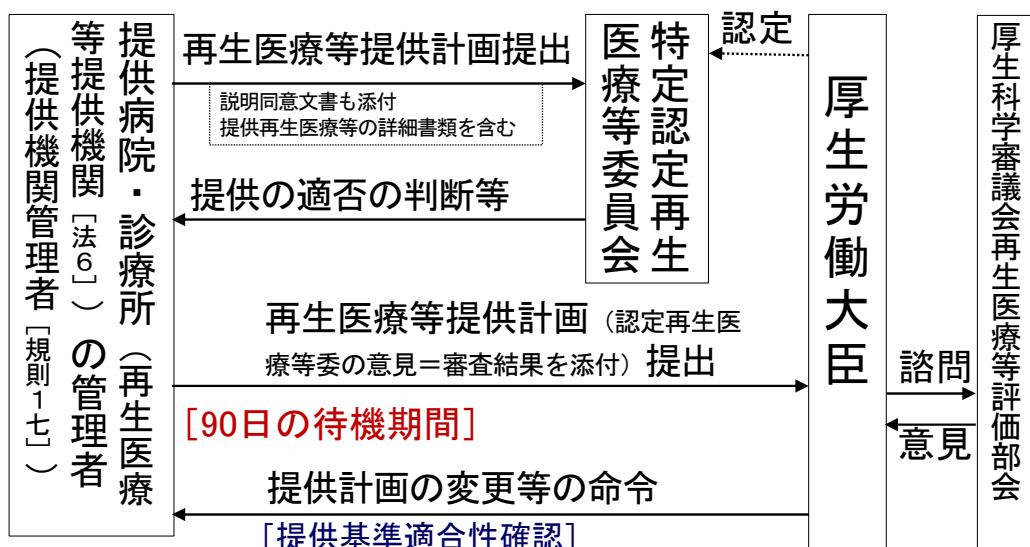 提供病院・診療所（再生医療
等提供機関［法６］）の管理者
（提供機関管理者［規則１七］）
再生医療等提供計画提出
説明同意文書も添付
提供再生医療等の詳細書類を含む
提供の適否の判断等
特定認定再生
医療等委員会
認定
厚生労働大臣
再生医療等提供計画（認定再生医
療等委の意見＝審査結果を添付）提出
［90日の待機期間］
提供計画の変更等の命令
［提供基準適合性確認］
諮問
意見
厚生科学審議会再生医療等評価部会